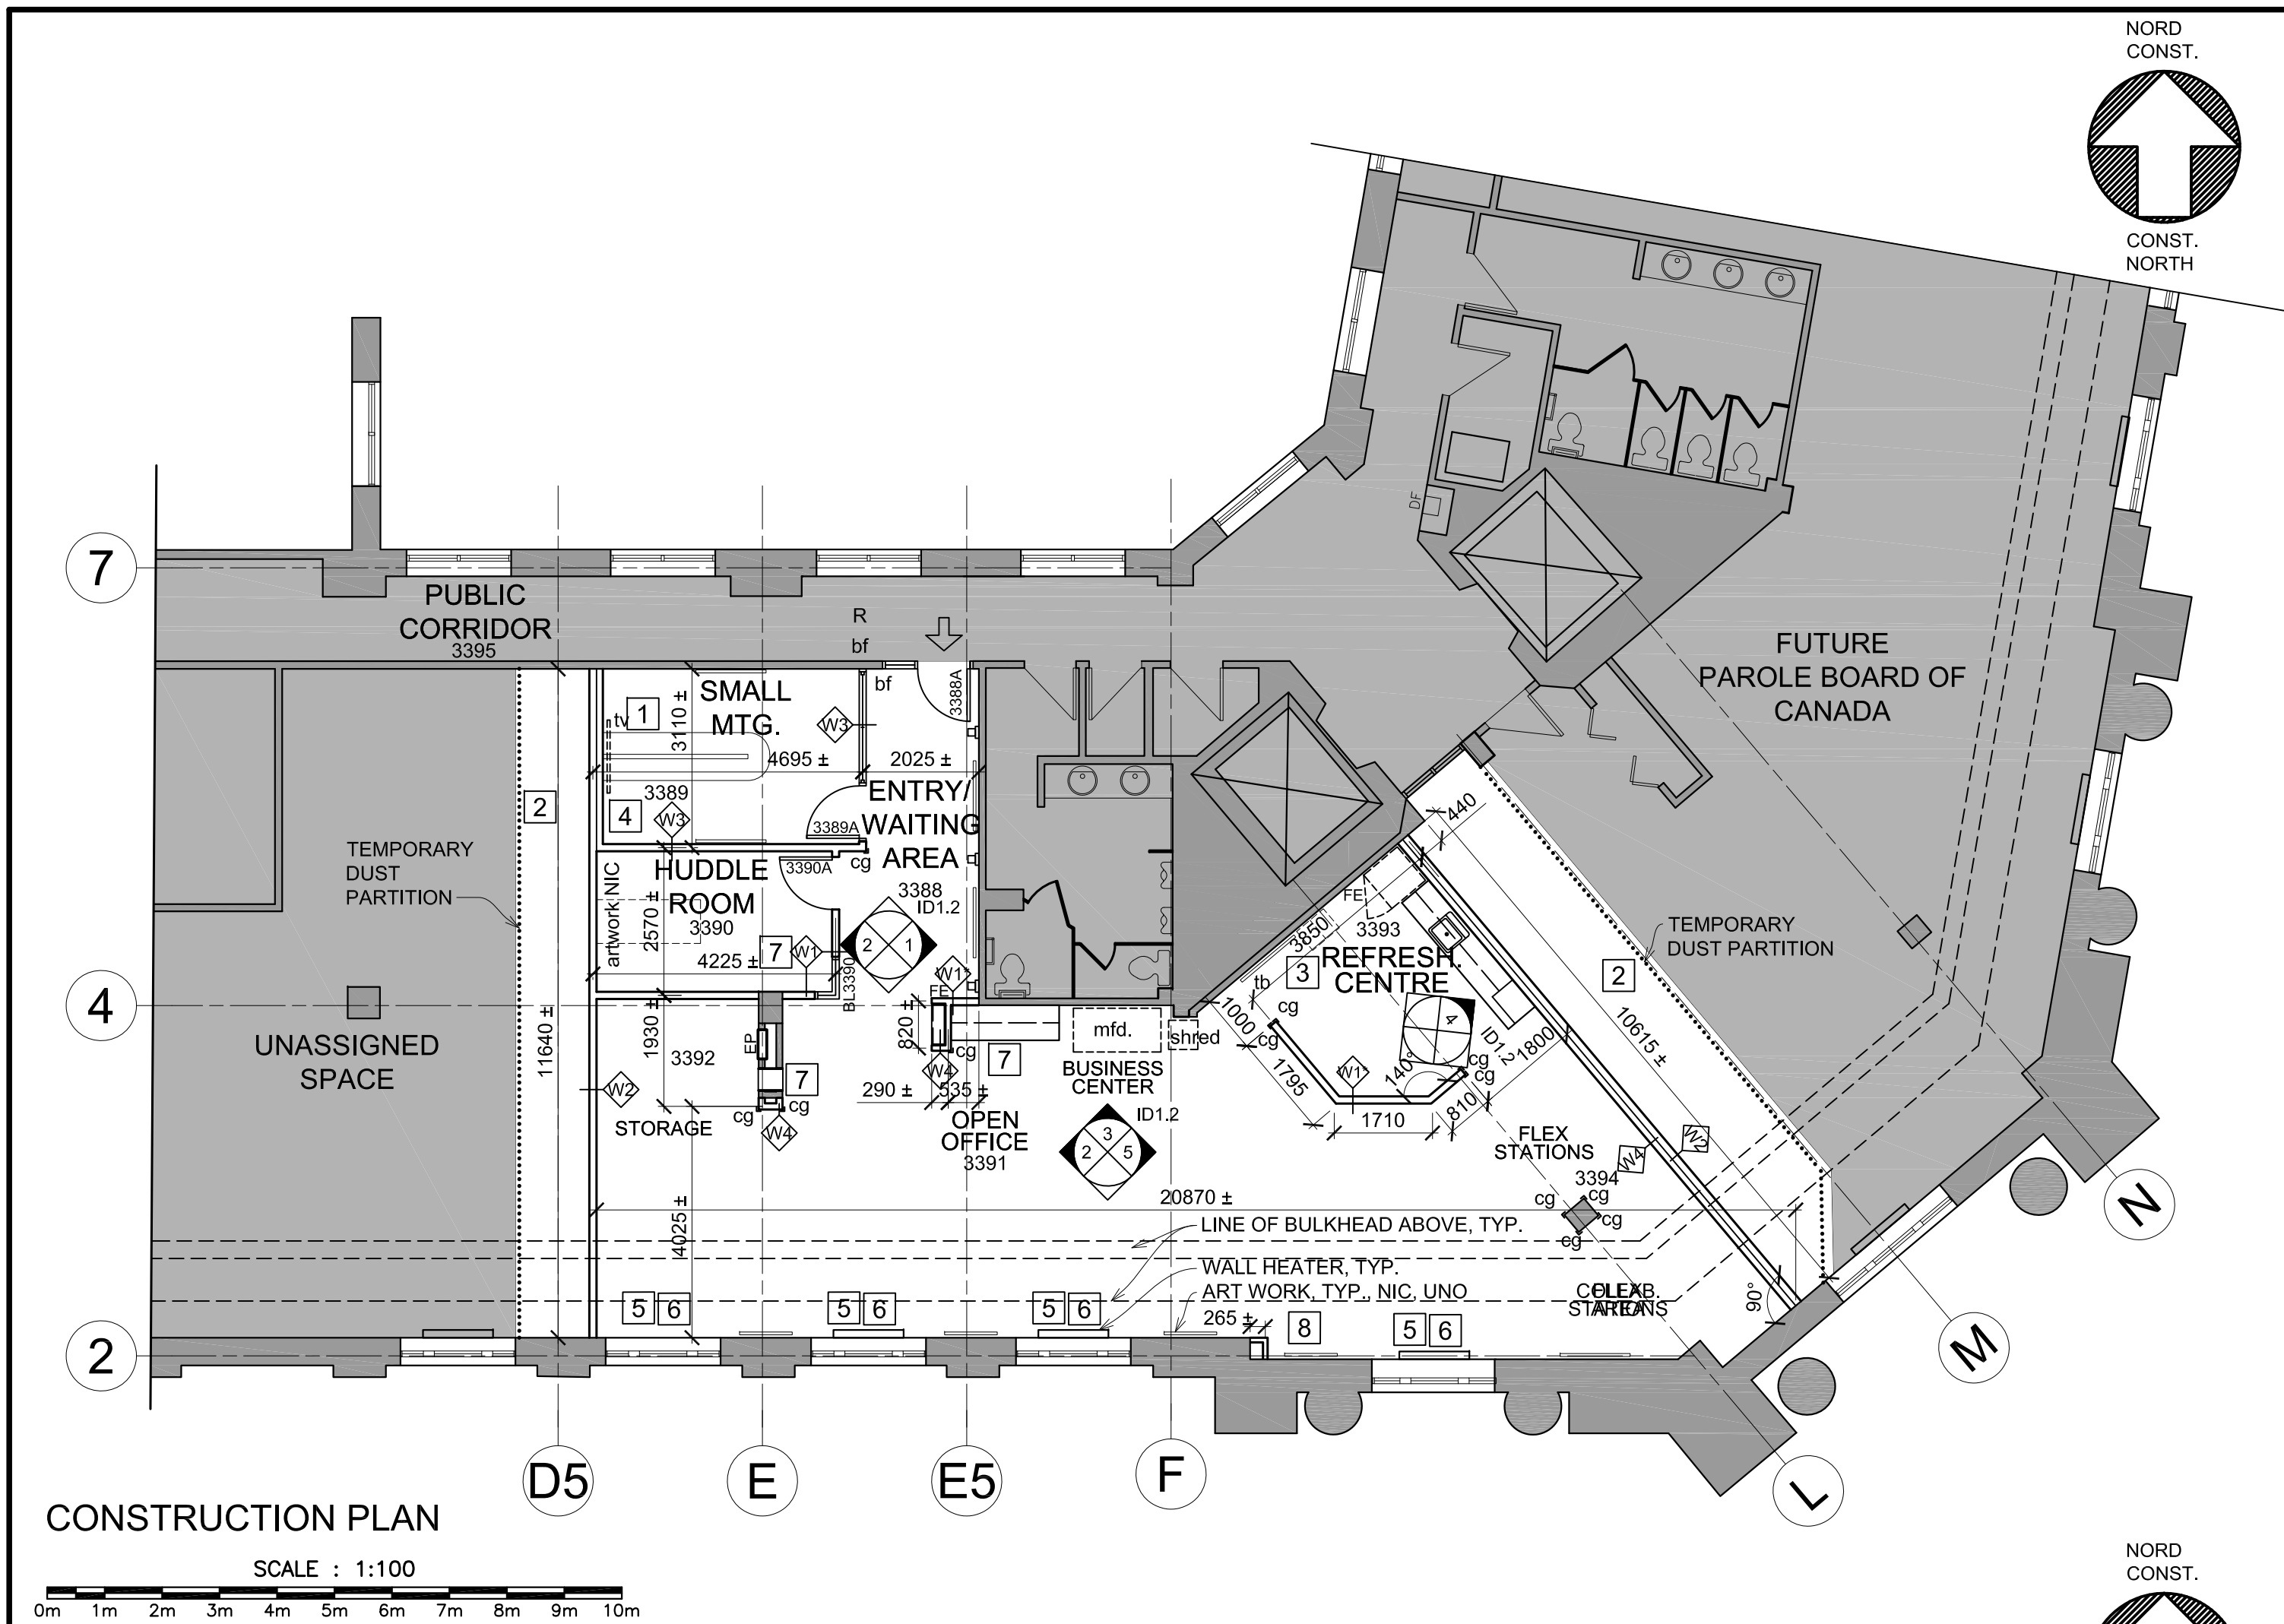 NORD
CONST.
CONST.
NORTH
7
PUBLIC
CORRIDOR
3395
R
bf
bf
3388A
DF
FUTURE
PAROLE BOARD OF
CANADA
SMALL
MTG.
tv
1
3110 ±
W3
4695 ±
2025 ±
3389
4
W3
3389A
2
ENTRY/
WAITING
AREA
3388
ID1.2
cg
TEMPORARY
DUST
PARTITION
HUDDLE
ROOM
3390
3390A
artwork NIC
2570 ±
4225 ±
7
W1
BL3390
2
1
W1*
FE
440
FE
3393
3850
REFRESH.
CENTRE
3
tb
cg
TEMPORARY
DUST PARTITION
2
10615 ±
4
UNASSIGNED
SPACE
11640 ±
1930 ±
3392
EP
7
W2
STORAGE
cg
cg
W4
820 ±
cg
W4
290 ±
535 ±
7
mfd.
shred
BUSINESS
CENTER
ID1.2
3
2
5
OPEN
OFFICE
3391
1000
cg
1795
W1*
140°
4
ID1.2
1800
cg
cg
810
1710
FLEX
STATIONS
3394
W4
W2
cg
cg
cg
cg
20870 ±
4025 ±
LINE OF BULKHEAD ABOVE, TYP.
WALL HEATER, TYP.
ART WORK, TYP., NIC, UNO
265 ±
5
6
5
6
5
6
8
5
6
FLEX
STATIONS
90°
2
D5
E
E5
F
L
M
N
CONSTRUCTION PLAN
SCALE : 1:100
0m 1m 2m 3m 4m 5m 6m 7m 8m 9m 10m
NORD
CONST.